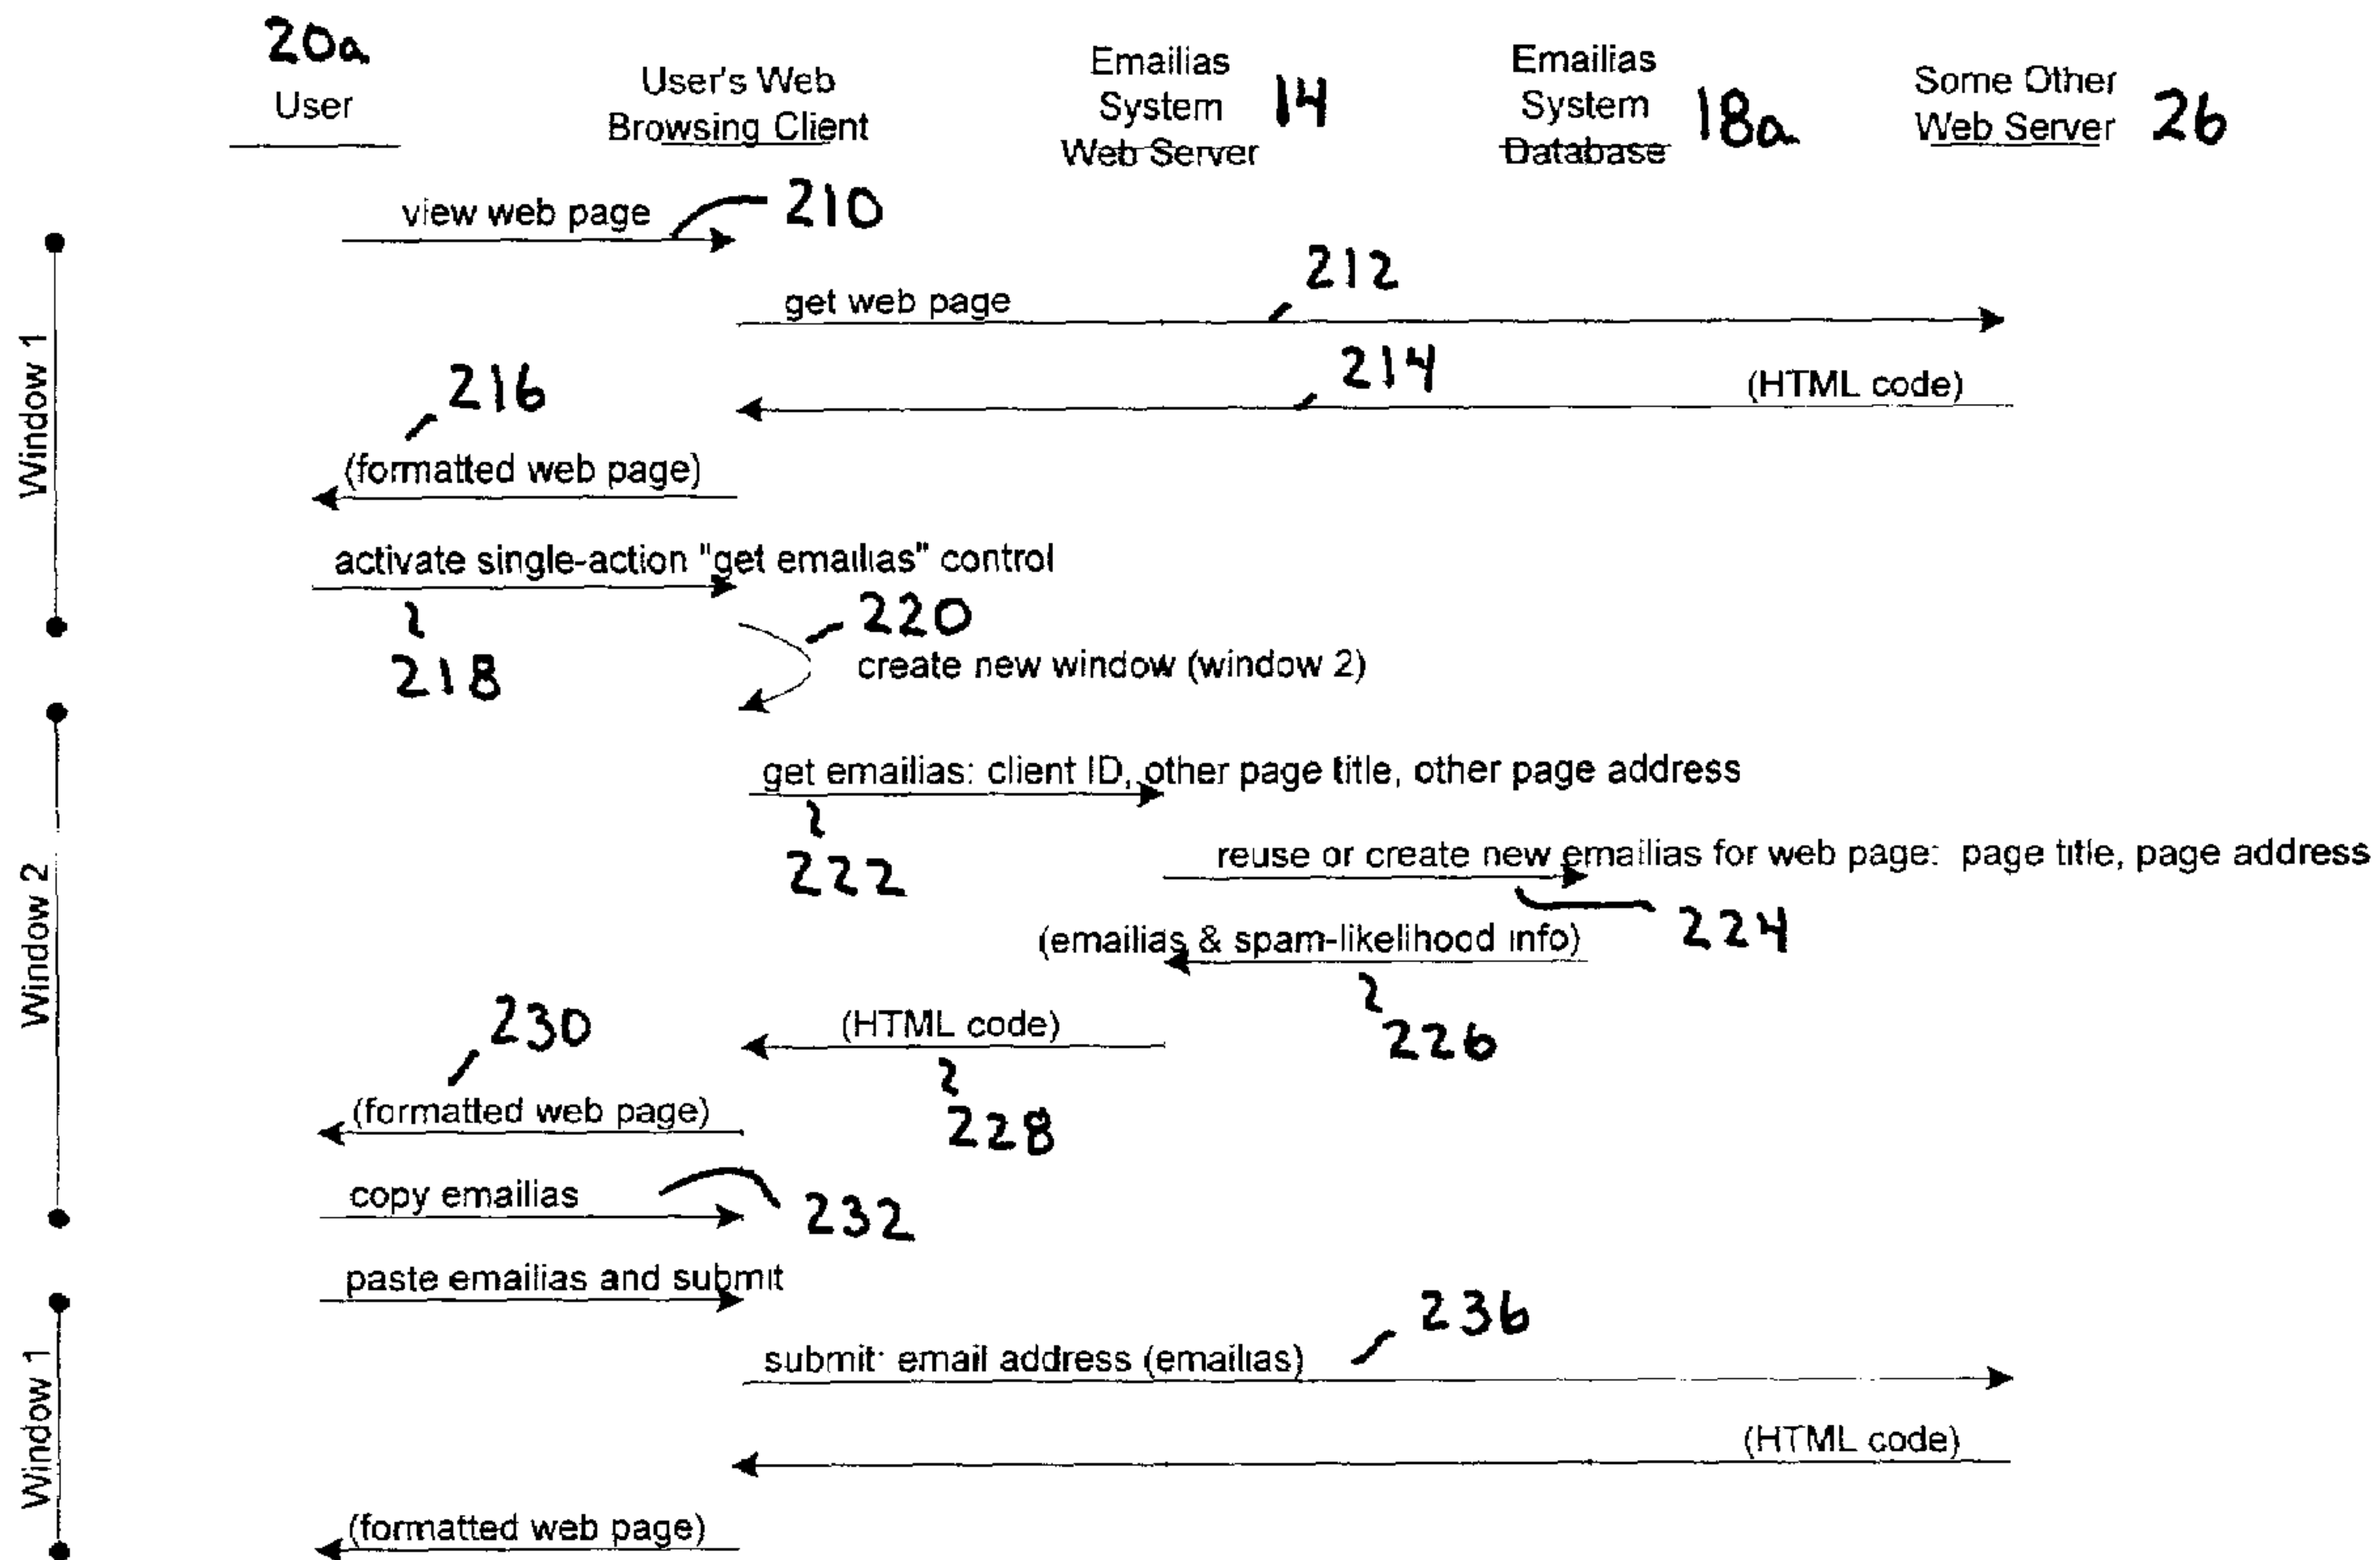 20a
User
User's Web
Browsing Client
Emailias
System
Web Server
14
Emailias
System
Database
18a
Some Other
Web Server
26
view web page
210
212
get web page
214
(HTML code)
216
(formatted web page)
activate single-action "get emailias" control
218
220
create new window (window 2)
Window 1
get emailias: client ID, other page title, other page address
222
reuse or create new emailias for web page: page title, page address
224
(emailias & spam-likelihood info)
226
(HTML code)
228
230
(formatted web page)
copy emailias
232
Window 2
paste emailias and submit
236
submit: email address (emailias)
(HTML code)
(formatted web page)
Window 1